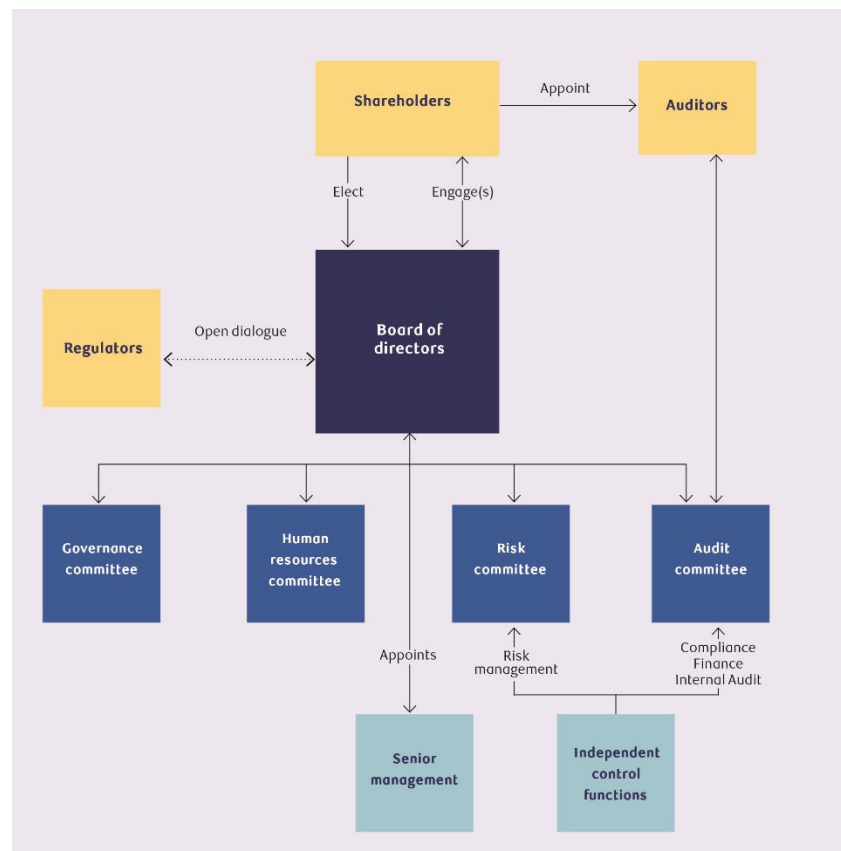 Shareholders
Appoint
Auditors
Elect
Engage(s)
Regulators
Open dialogue
Board of
directors
Governance
committee
Human
resources
committee
Risk
committee
Audit
committee
Appoints
Risk
management
Compliance
Finance
Internal Audit
Senior
management
Independent
control
functions